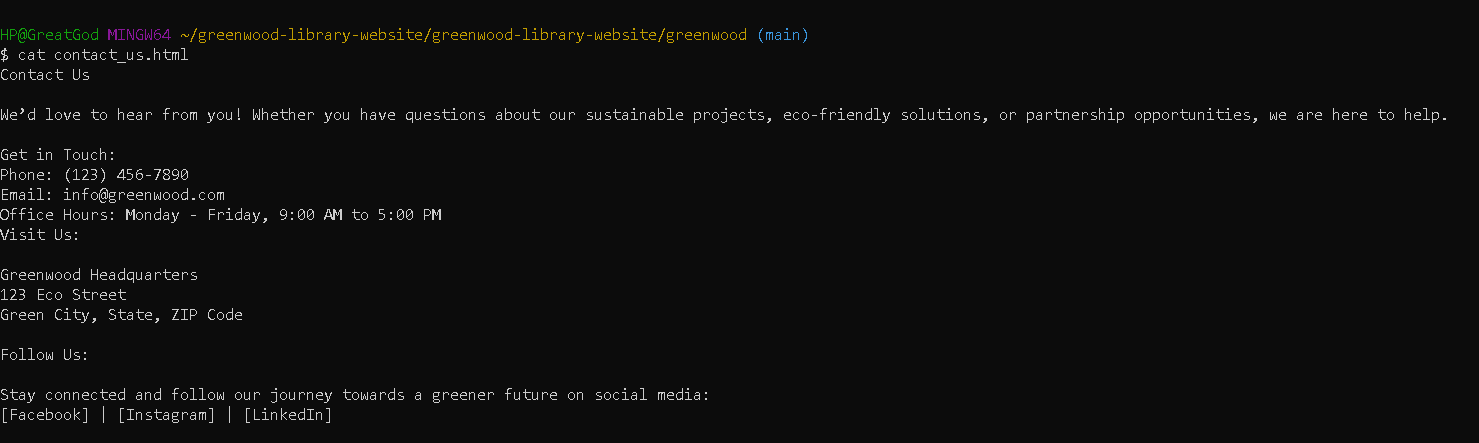 HP@GreatGod MINGW64 ~/greenwood-library-website/greenwood-library-website/greenwood (main)
$ cat contact_us.html
Contact Us
We’d love to hear from you! Whether you have questions about our sustainable projects, eco-friendly solutions, or partnership opportunities, we are here to help.
Get in Touch:
Phone: (123) 456-7890
Email: info@greenwood.com
Office Hours: Monday - Friday, 9:00 AM to 5:00 PM
Visit Us:
Greenwood Headquarters
123 Eco Street
Green City, State, ZIP Code
Follow Us:
Stay connected and follow our journey towards a greener future on social media:
[Facebook] | [Instagram] | [LinkedIn]